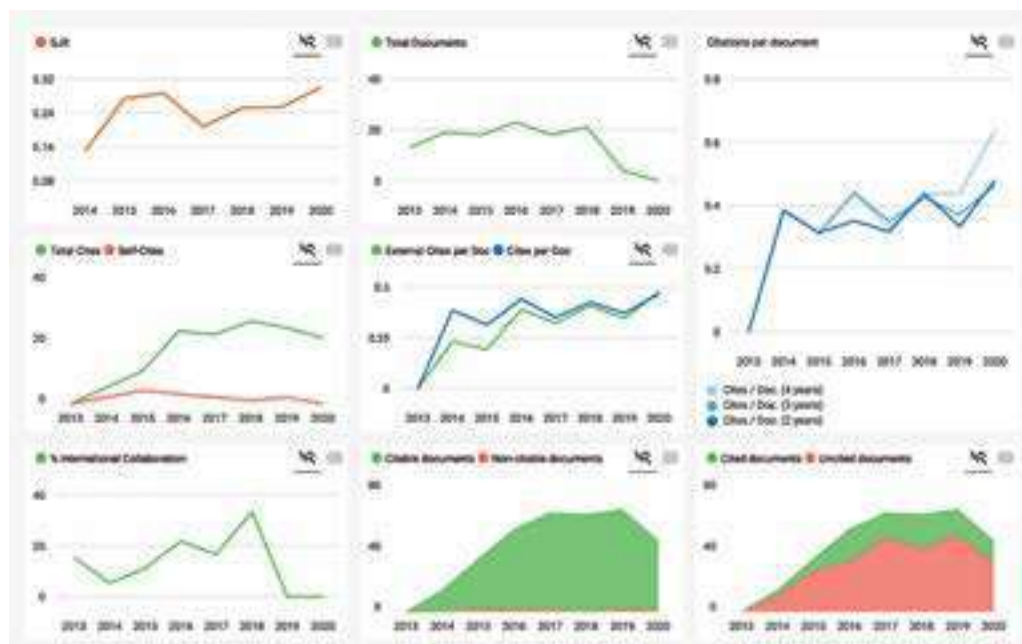 SJR
0.32
0.24
0.16
0.08
2014 2015 2016 2017 2018 2019 2020
Total Documents
40
20
0
2013 2014 2015 2016 2017 2018 2019 2020
Citations per document
0.8
0.6
0.4
0.2
0
2013 2014 2015 2016 2017 2018 2019 2020
Cites / Doc. (4 years)
Cites / Doc. (3 years)
Cites / Doc. (2 years)
Total Cites Self-Cites
40
20
0
2013 2014 2015 2016 2017 2018 2019 2020
External Cites per Doc Cites per Doc
0.5
0.25
0
2013 2014 2015 2016 2017 2018 2019 2020
% International Collaboration
40
20
0
2013 2014 2015 2016 2017 2018 2019 2020
Citable documents Non-citable documents
80
40
0
2013 2014 2015 2016 2017 2018 2019 2020
Cited documents Uncited documents
80
40
0
2013 2014 2015 2016 2017 2018 2019 2020